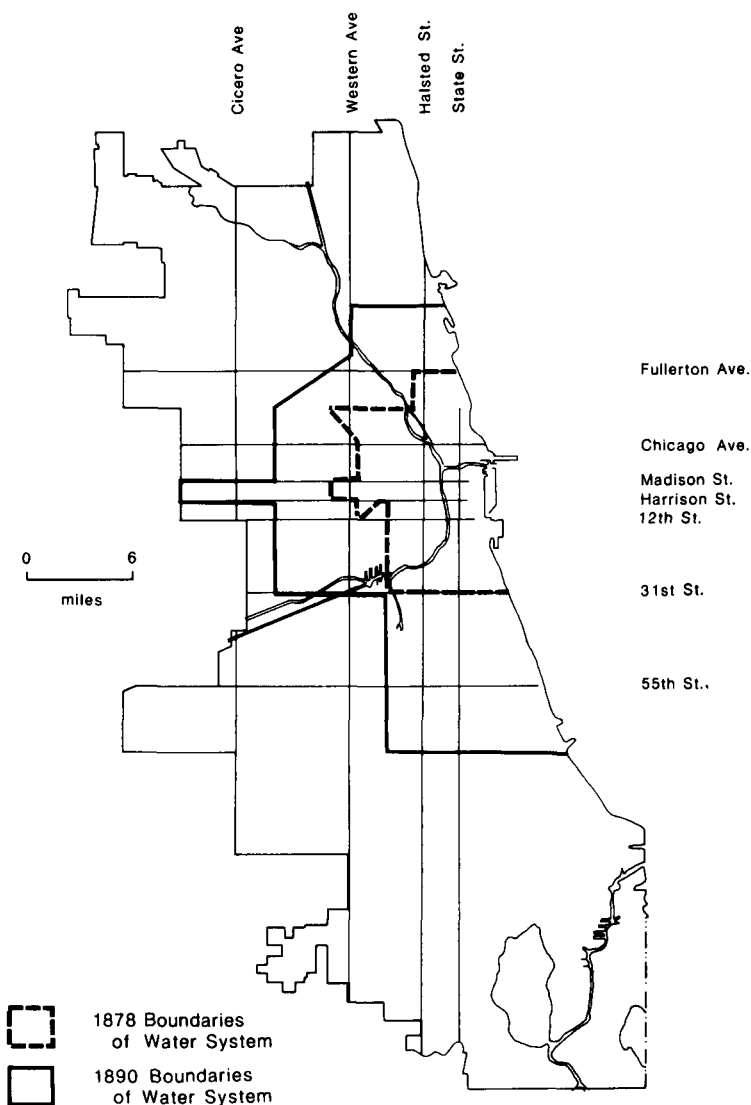 Cicero Ave
Western Ave
Halsted St.
State St.
Fullerton Ave.
Chicago Ave.
Madison St.
Harrison St.
12th St.
0 6
miles
31st St.
55th St.
1878 Boundaries
of Water System
1890 Boundaries
of Water System